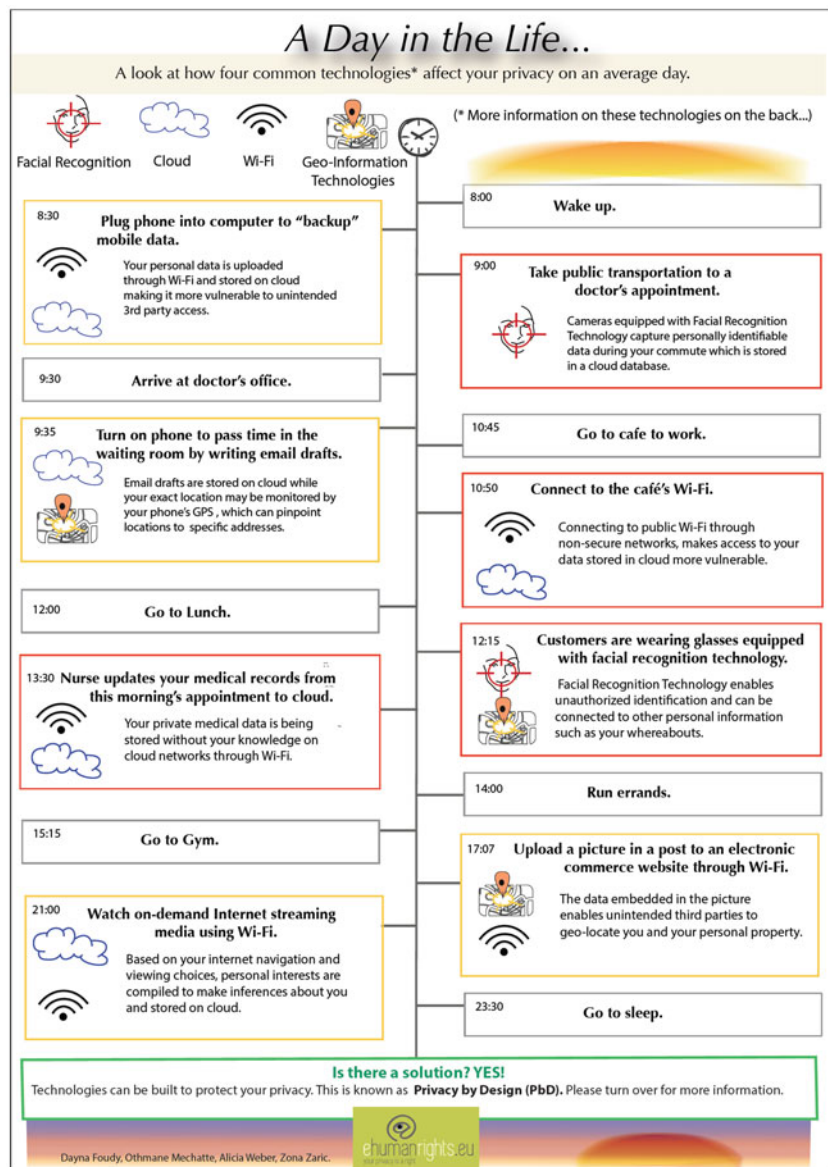 A Day in the Life...
A look at how four common technologies* affect your privacy on an average day.
Facial Recognition
Cloud
Wi-Fi
Geo-Information
Technologies
(* More information on these technologies on the back...)
8:00
Wake up.
8:30
Plug phone into computer to “backup”
mobile data.
Your personal data is uploaded
through Wi-Fi and stored on cloud
making it more vulnerable to unintended
3rd party access.
9:00
Take public transportation to a
doctor’s appointment.
Cameras equipped with Facial Recognition
Technology capture personally identifiable
data during your commute which is stored
in a cloud database.
9:30
Arrive at doctor’s office.
9:35
Turn on phone to pass time in the
waiting room by writing email drafts.
Email drafts are stored on cloud while
your exact location may be monitored by
your phone’s GPS , which can pinpoint
locations to specific addresses.
10:45
Go to cafe to work.
10:50
Connect to the café’s Wi-Fi.
Connecting to public Wi-Fi through
non-secure networks, makes access to your
data stored in cloud more vulnerable.
12:00
Go to Lunch.
12:15
Customers are wearing glasses equipped
with facial recognition technology.
Facial Recognition Technology enables
unauthorized identification and can be
connected to other personal information
such as your whereabouts.
13:30
Nurse updates your medical records from
this morning’s appointment to cloud.
Your private medical data is being
stored without your knowledge on
cloud networks through Wi-Fi.
14:00
Run errands.
15:15
Go to Gym.
17:07
Upload a picture in a post to an electronic
commerce website through Wi-Fi.
The data embedded in the picture
enables unintended third parties to
geo-locate you and your personal property.
21:00
Watch on-demand Internet streaming
media using Wi-Fi.
Based on your internet navigation and
viewing choices, personal interests are
compiled to make inferences about you
and stored on cloud.
23:30
Go to sleep.
Is there a solution? YES!
Technologies can be built to protect your privacy. This is known as Privacy by Design (PbD). Please turn over for more information.
ehumanrights.eu
your privacy is a right
Dayna Foudy, Othmane Mechatte, Alicia Weber, Zona Zaric.